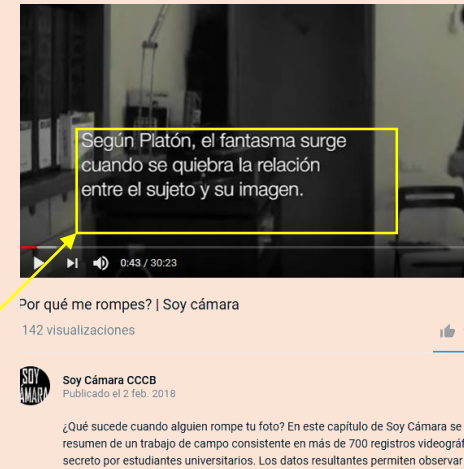 Según Platón, el fantasma surge
cuando se quiebra la relación
entre el sujeto y su imagen.
0:43 / 30:23
Por qué me rompes? | Soy cámara
142 visualizaciones
SOY
CÁMARA
Soy Cámara CCCB
Publicado el 2 feb. 2018
¿Qué sucede cuando alguien rompe tu foto? En este capítulo de Soy Cámara se
resumen de un trabajo de campo consistente en más de 700 registros videográf
secreto por estudiantes universitarios. Los datos resultantes permiten observar